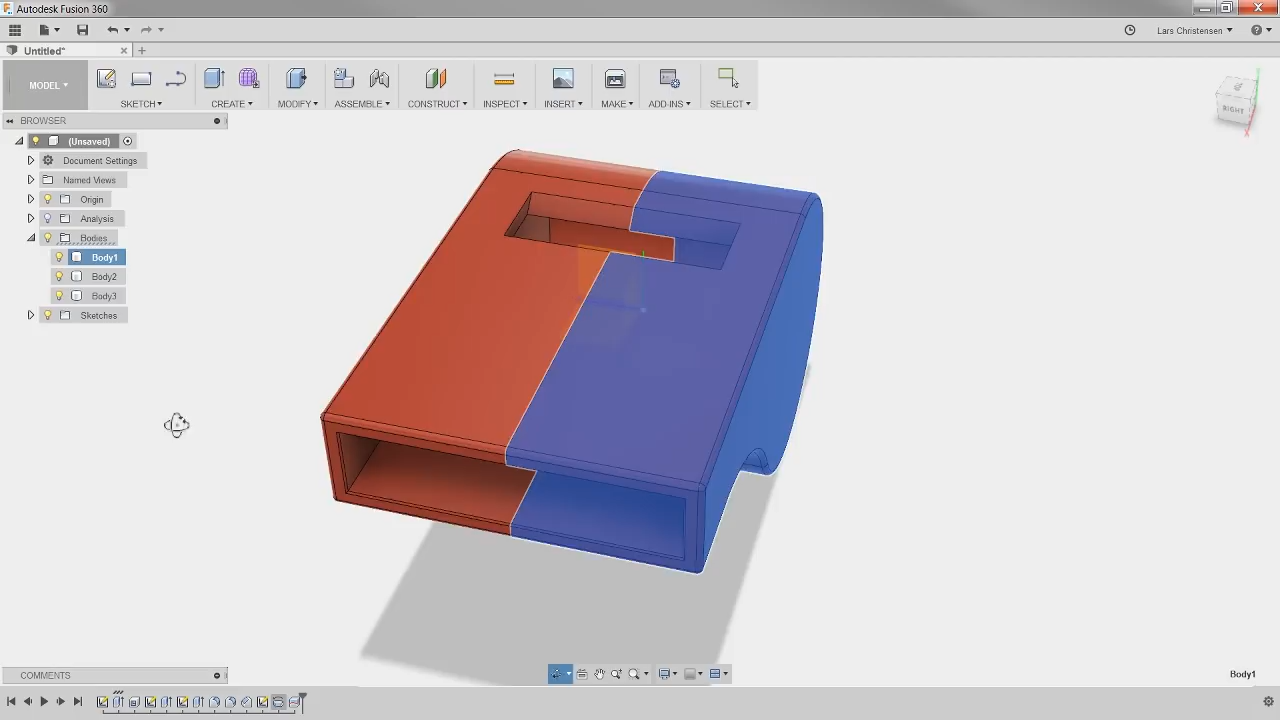 Autodesk Fusion 360
Lars Christensen
Untitled*
MODEL
SKETCH CREATE MODIFY ASSEMBLE CONSTRUCT INSPECT INSERT MAKE ADD-INS SELECT
BROWSER
(Unsaved)
Document Settings
Named Views
Origin
Analysis
Bodies
Body1
Body2
Body3
Sketches
RIGHT
COMMENTS
Body1